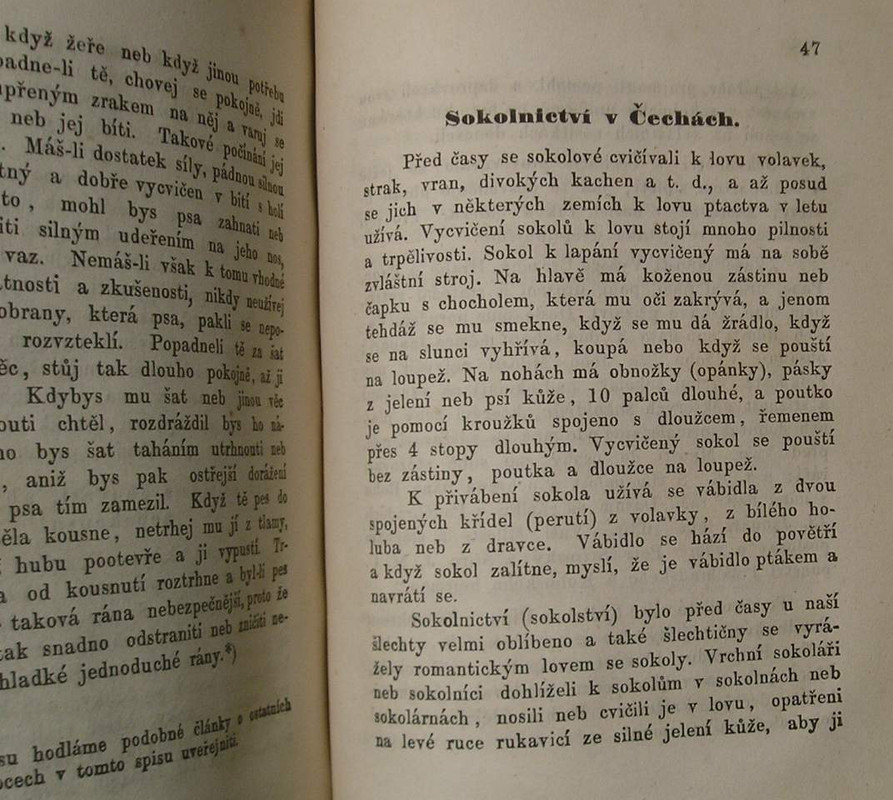 když žeře neb když jinou potřebu
padne-li tě, chovej se pokojně, jdi
upřeným zrakem na něj a varuj se
neb jej bíti. Takové počínání jej
. Máš-li dostatek síly, pádnou silnou
tný a dobře vycvičen v bití s holí
to, mohl bys psa zahnati neb
iti silným udeřením na jeho nos,
vaz. Nemáš-li však k tomu vhodné
tnosti a zkušenosti, nikdy neužívej
obrany, která psa, pakli se nepo-
rozvzteklí. Popadneli tě za šat
ěc, stůj tak dlouho pokojně, až ji
Kdybys mu šat neb jinou věc
outi chtěl, rozdráždil bys ho ná-
ho bys šat taháním utrhnouti neb
, aniž bys pak ostřejší dorážení
psa tím zamezil. Když tě pes do
ěla kousne, netrhej mu jí z tlamy,
hubu pootevře a ji vypustí. Tr-
a od kousnutí roztrhne a byl-li pes
taková rána nebezpečnější, proto že
tak snadno odstraniti neb zničiti ne-
hladké jednoduché rány.*)
su hodláme podobné články o ostatních
ocech v tomto spisu uveřejniti.
47
Sokolnictví v Čechách.
Před časy se sokolové cvičívali k lovu volavek,
strak, vran, divokých kachen a t. d., a až posud
se jich v některých zemích k lovu ptactva v letu
užívá. Vycvičení sokolů k lovu stojí mnoho pilnosti
a trpělivosti. Sokol k lapání vycvičený má na sobě
zvláštní stroj. Na hlavě má koženou zástinu neb
čapku s chocholem, která mu oči zakrývá, a jenom
tehdáž se mu smekne, když se mu dá žrádlo, když
se na slunci vyhřívá, koupá nebo když se pouští
na loupež. Na nohách má obnožky (opánky), pásky
z jelení neb psí kůže, 10 palců dlouhé, a poutko
je pomocí kroužků spojeno s dloužcem, řemenem
přes 4 stopy dlouhým. Vycvičený sokol se pouští
bez zástiny, poutka a dloužce na loupež.
K přivábení sokola užívá se vábidla z dvou
spojených křídel (perutí) z volavky, z bílého ho-
luba neb z dravce. Vábidlo se hází do povětří
a když sokol zalítne, myslí, že je vábidlo ptákem a
navrátí se.
Sokolnictví (sokolství) bylo před časy u naší
šlechty velmi oblíbeno a také šlechtičny se vyrá-
žely romantickým lovem se sokoly. Vrchní sokoláři
neb sokolníci dohlíželi k sokolům v sokolnách neb
sokolárnách, nosili neb cvičili je v lovu, opatřeni
na levé ruce rukavicí ze silné jelení kůže, aby ji